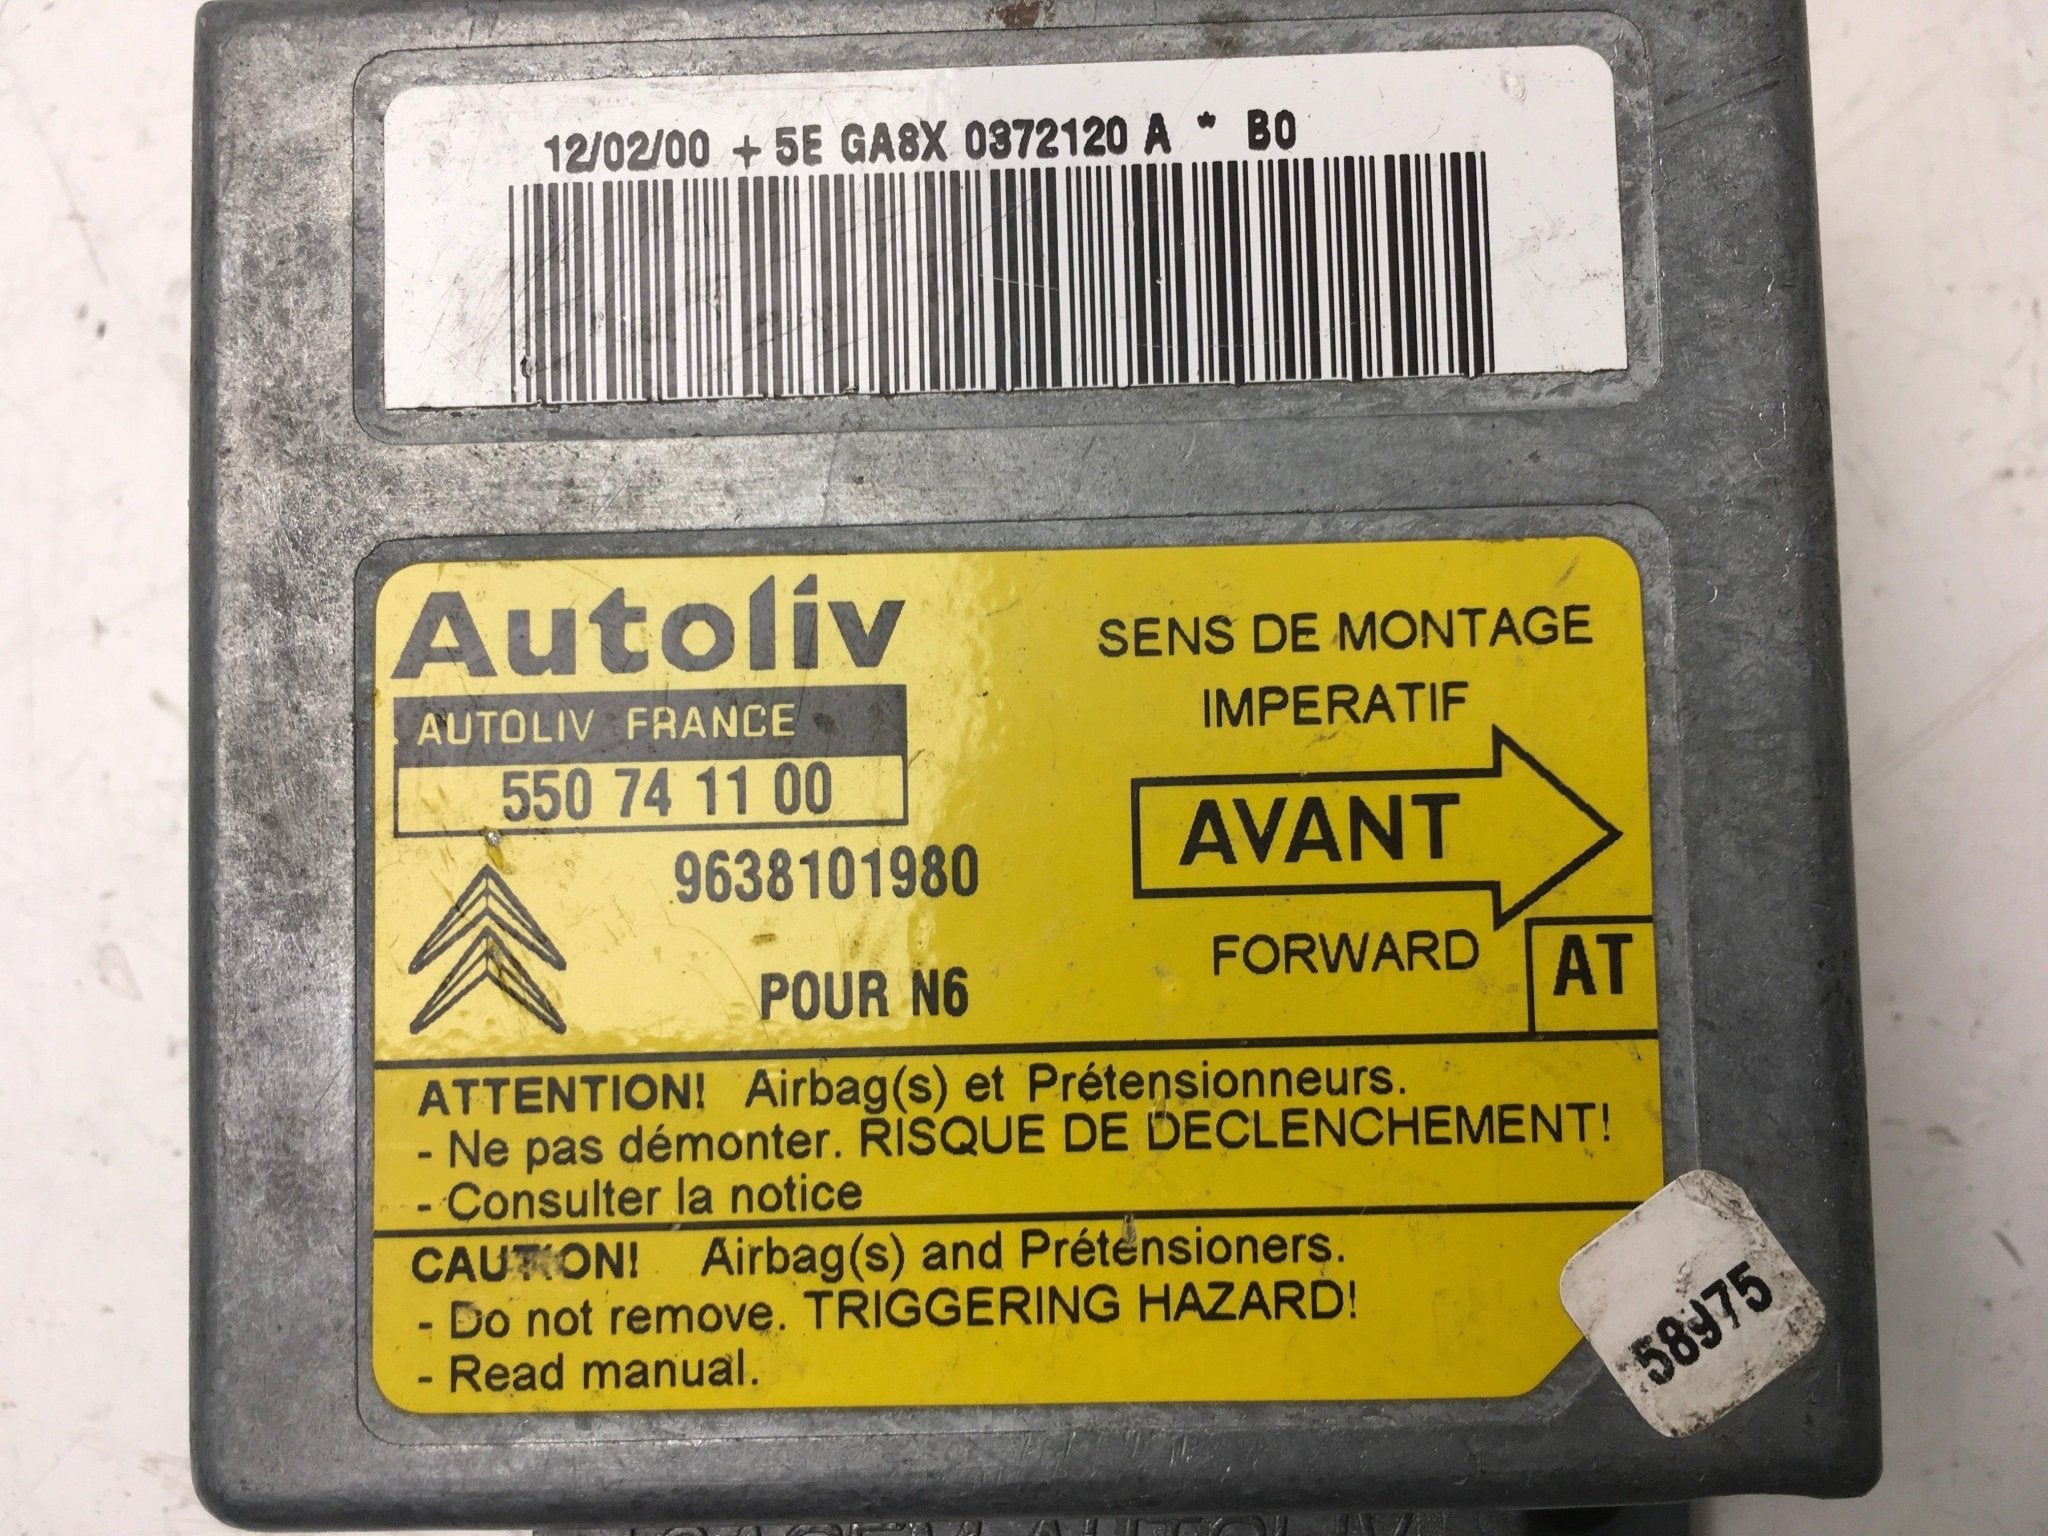 12/02/00 + 5E GA8X 0372120 A * B0
Autoliv
AUTOLIV FRANCE
550 74 11 00
9638101980
POUR N6
SENS DE MONTAGE
IMPERATIF
AVANT
FORWARD
AT
ATTENTION! Airbag(s) et Prétensionneurs.
- Ne pas démonter. RISQUE DE DECLENCHEMENT!
- Consulter la notice
CAUTION! Airbag(s) and Prétensioners.
- Do not remove. TRIGGERING HAZARD!
- Read manual.
58975
AUTOLIV